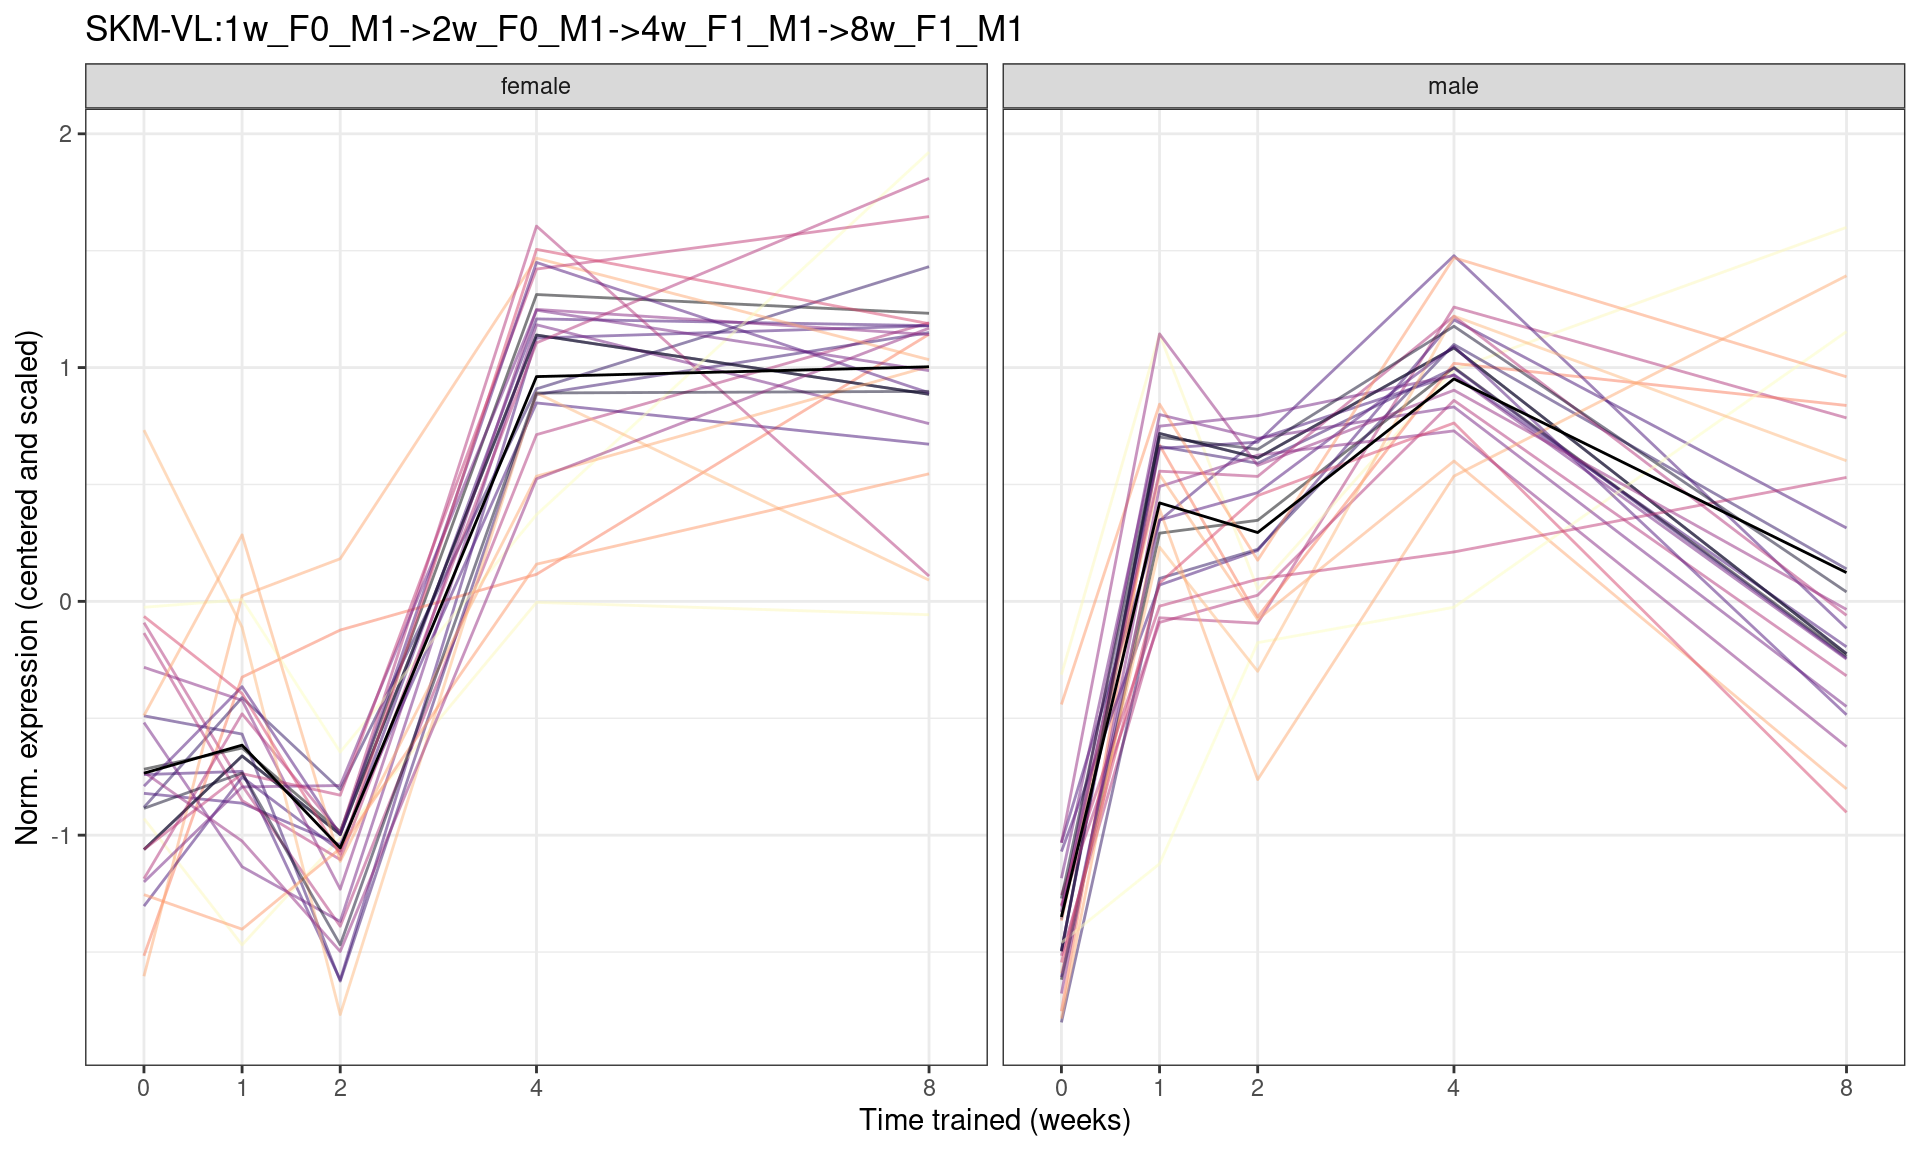 SKM-VL:1w_F0_M1->2w_F0_M1->4w_F1_M1->8w_F1_M1
female
male
Norm. expression (centered and scaled)
2
1
0
-1
0 1 2 4 8
0 1 2 4 8
Time trained (weeks)